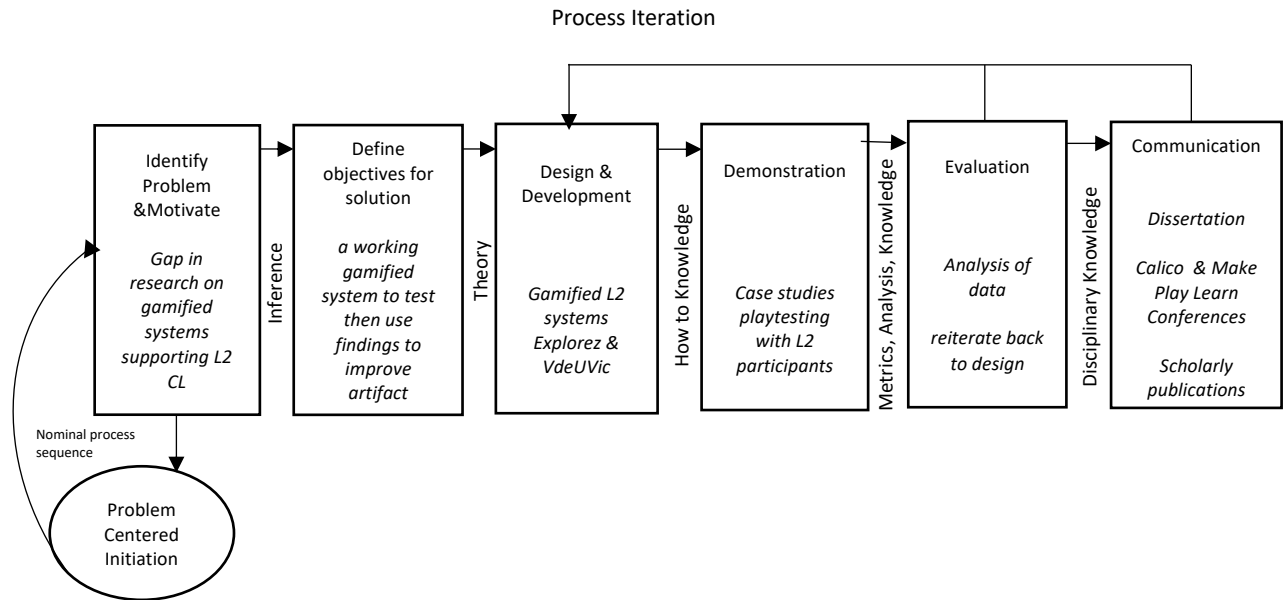 Process Iteration
Identify
Problem
&Motivate
Gap in
research on
gamified
systems
supporting L2
CL
Inference
Define
objectives for
solution
a working
gamified
system to test
then use
findings to
improve
artifact
Theory
Design &
Development
Gamified L2
systems
Explorez &
VdeUVic
How to Knowledge
Demonstration
Case studies
playtesting
with L2
participants
Metrics, Analysis, Knowledge
Evaluation
Analysis of
data
reiterate back
to design
Disciplinary Knowledge
Communication
Dissertation
Calico & Make
Play Learn
Conferences
Scholarly
publications
Nominal process
sequence
Problem
Centered
Initiation